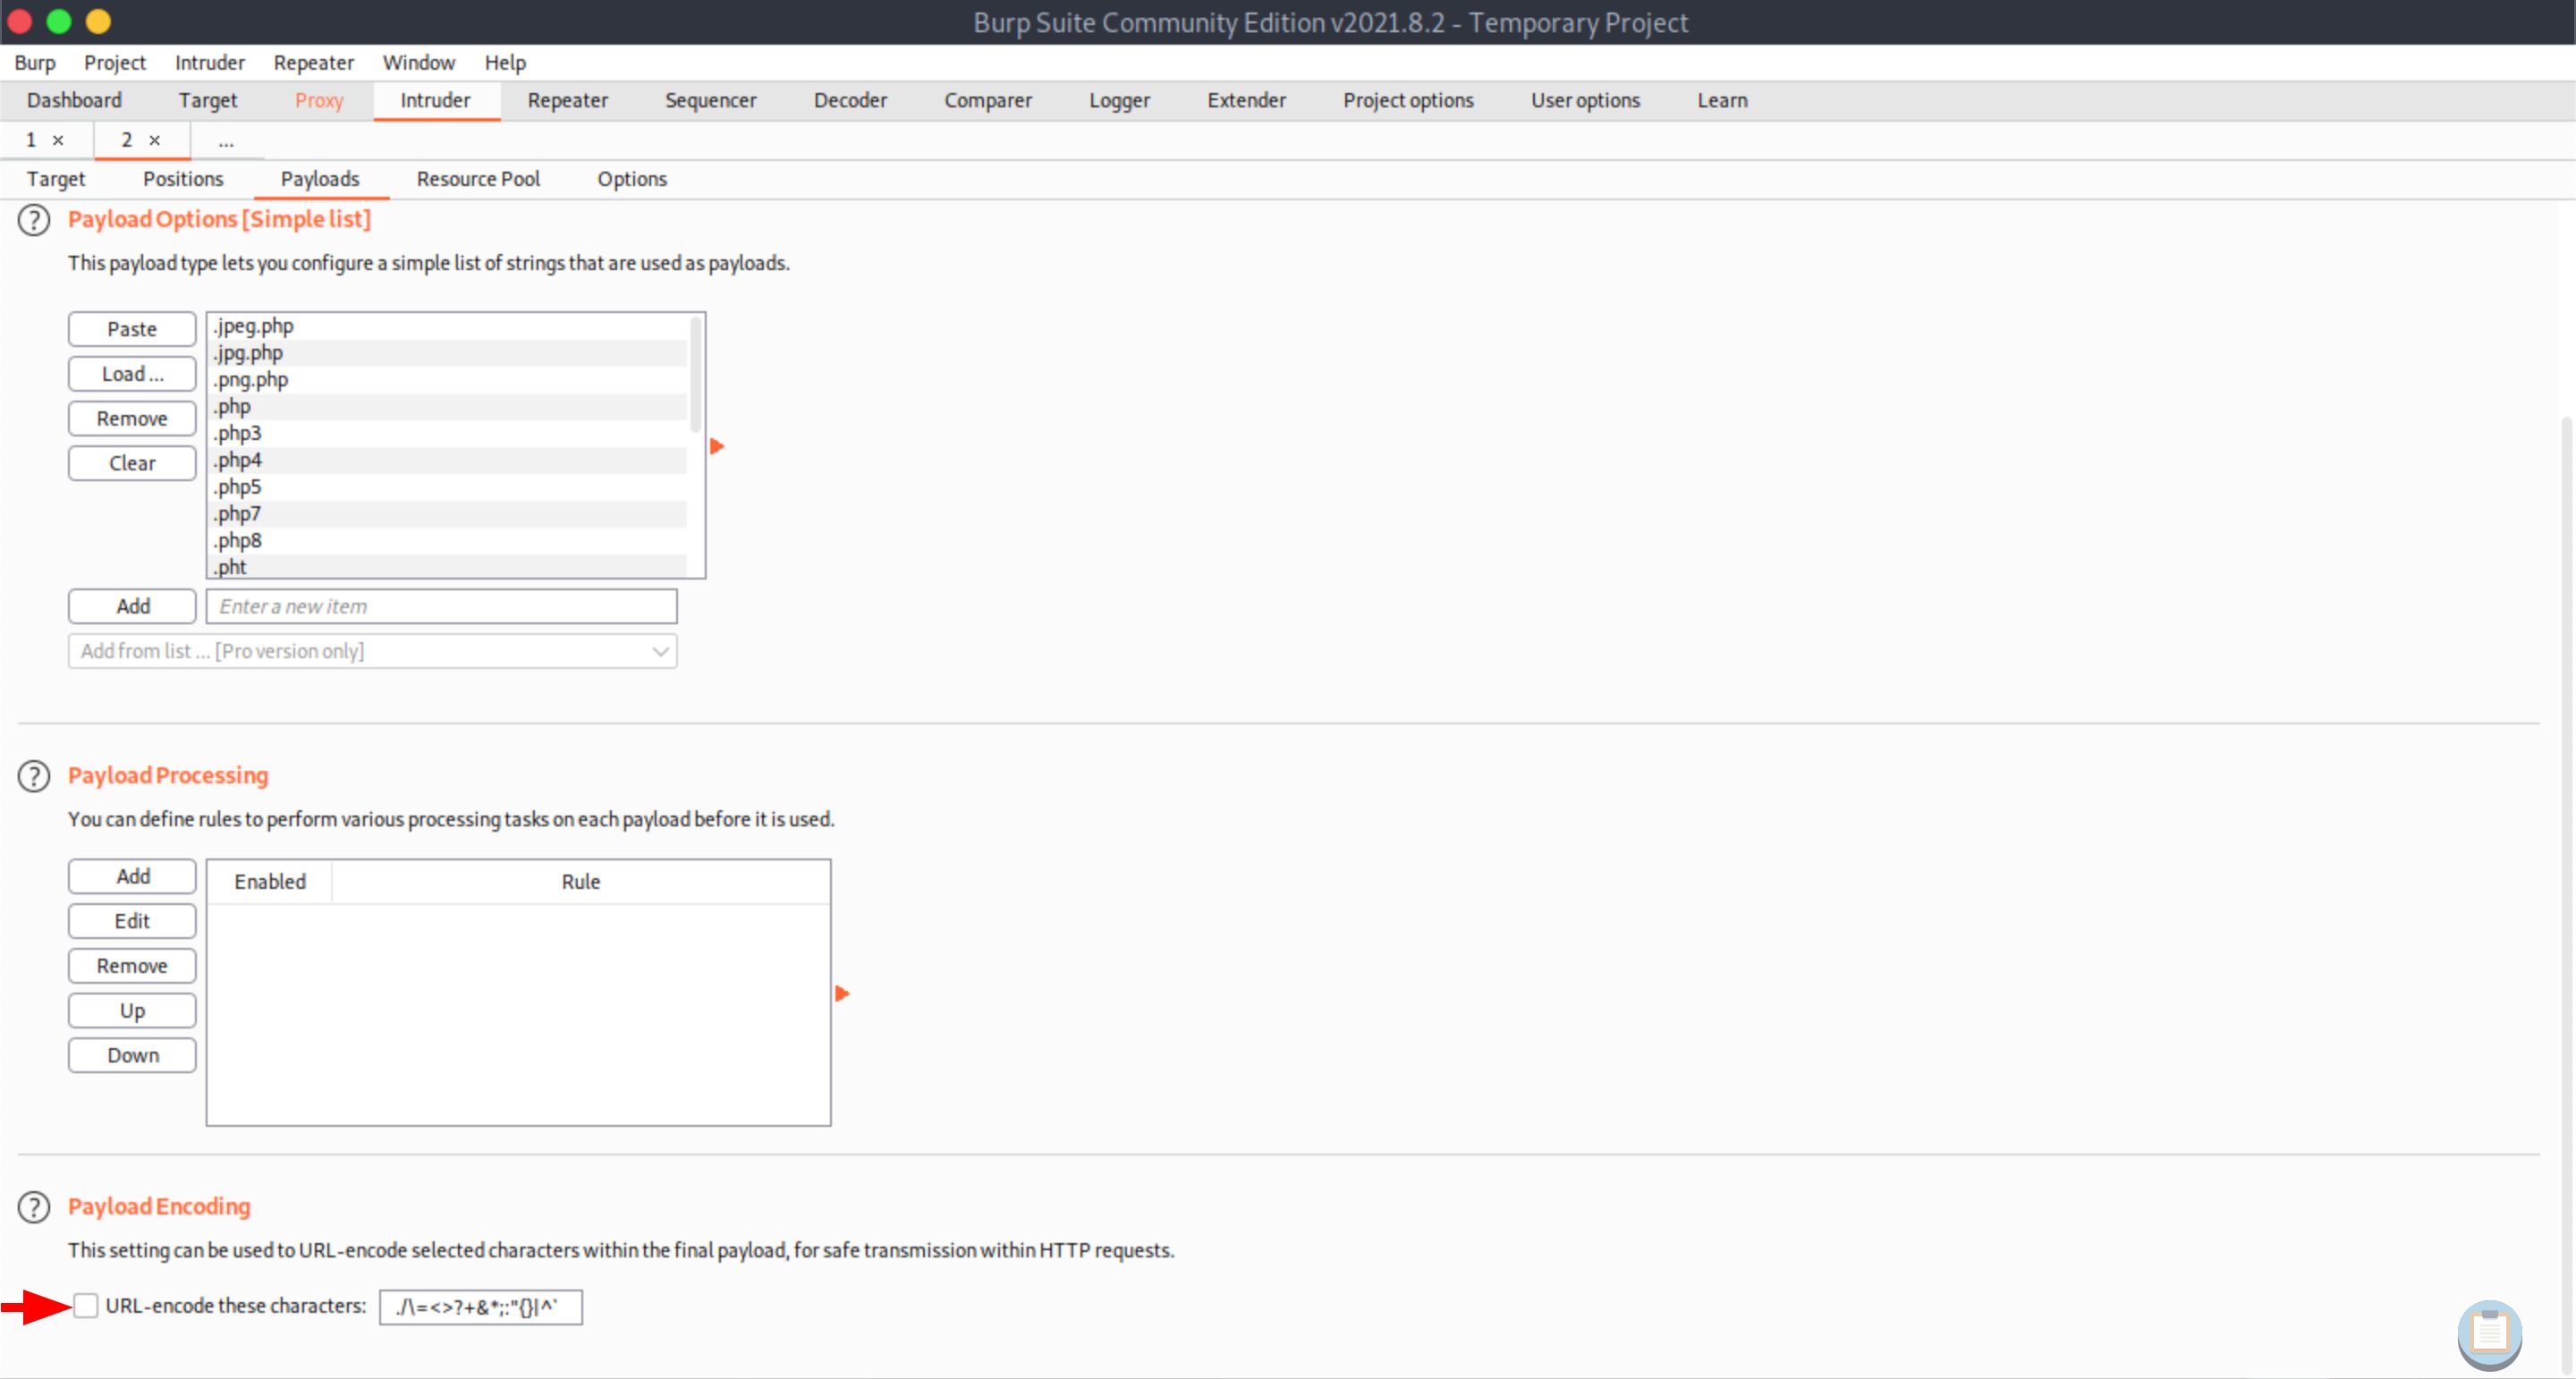 Burp Suite Community Edition v2021.8.2 - Temporary Project
Burp Project Intruder Repeater Window Help
Dashboard Target Proxy Intruder Repeater Sequencer Decoder Comparer Logger Extender Project options User options Learn
1 × 2 × ...
Target Positions Payloads Resource Pool Options
? Payload Options [Simple list]
This payload type lets you configure a simple list of strings that are used as payloads.
Paste
Load ...
Remove
Clear
.jpeg.php
.jpg.php
.png.php
.php
.php3
.php4
.php5
.php7
.php8
.pht
Add Enter a new item
Add from list ... [Pro version only]
? Payload Processing
You can define rules to perform various processing tasks on each payload before it is used.
Add
Edit
Remove
Up
Down
Enabled Rule
? Payload Encoding
This setting can be used to URL-encode selected characters within the final payload, for safe transmission within HTTP requests.
URL-encode these characters: ./\=<>?+&*;:"{}|^`